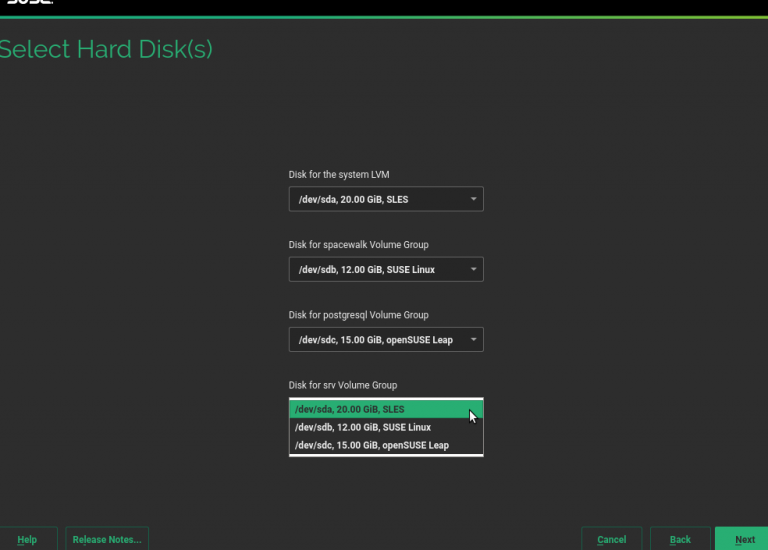 SUSE.
Select Hard Disk(s)
Disk for the system LVM
/dev/sda, 20.00 GiB, SLES
Disk for spacewalk Volume Group
/dev/sdb, 12.00 GiB, SUSE Linux
Disk for postgresql Volume Group
/dev/sdc, 15.00 GiB, openSUSE Leap
Disk for srv Volume Group
/dev/sda, 20.00 GiB, SLES
/dev/sdb, 12.00 GiB, SUSE Linux
/dev/sdc, 15.00 GiB, openSUSE Leap
Help Release Notes... Cancel Back Next